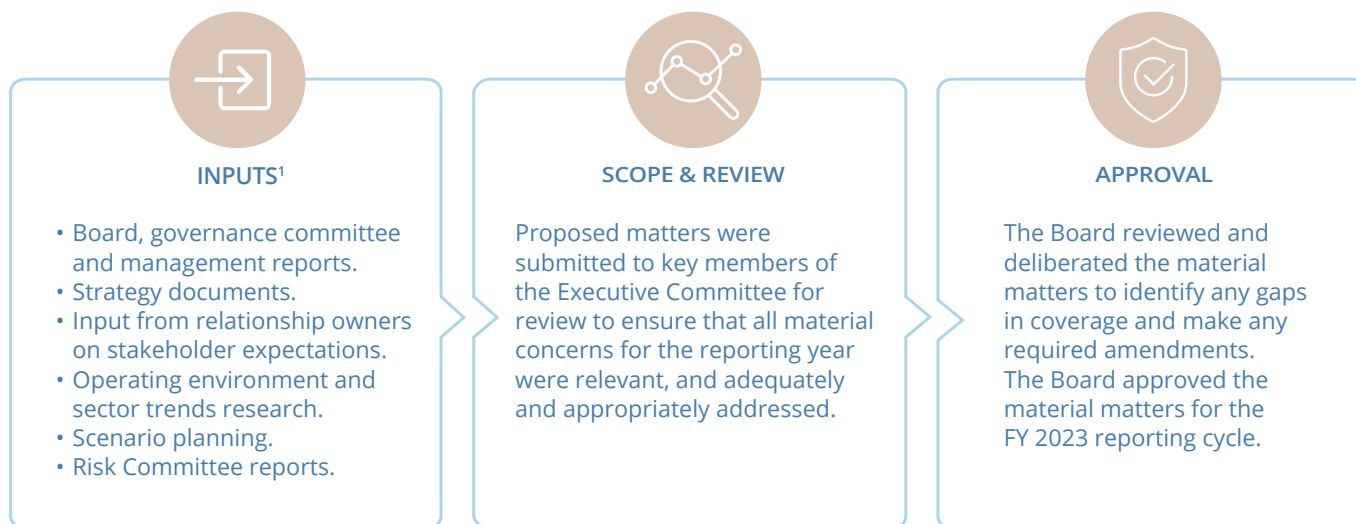 INPUTS¹
• Board, governance committee
and management reports.
• Strategy documents.
• Input from relationship owners
on stakeholder expectations.
• Operating environment and
sector trends research.
• Scenario planning.
• Risk Committee reports.
SCOPE & REVIEW
Proposed matters were
submitted to key members of
the Executive Committee for
review to ensure that all material
concerns for the reporting year
were relevant, and adequately
and appropriately addressed.
APPROVAL
The Board reviewed and
deliberated the material
matters to identify any gaps
in coverage and make any
required amendments.
The Board approved the
material matters for the
FY 2023 reporting cycle.